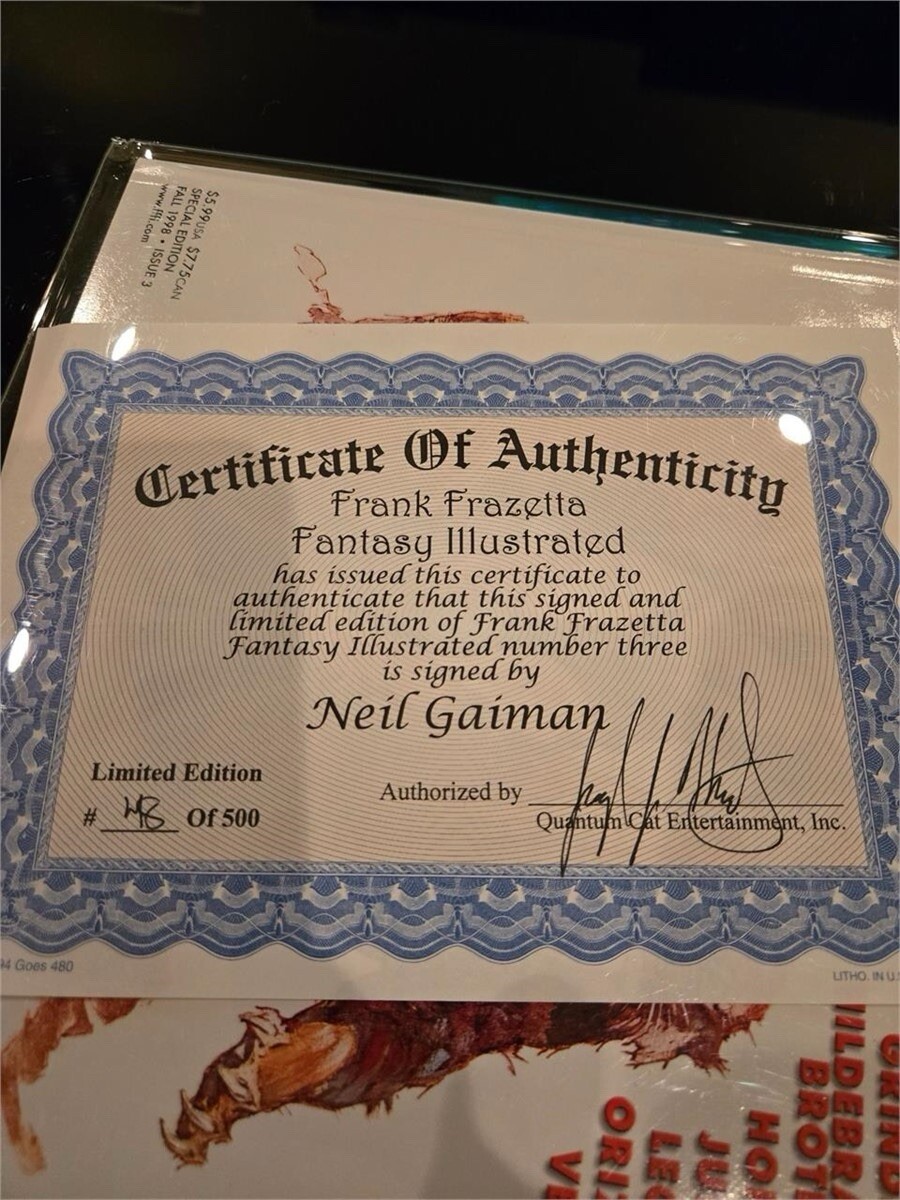 $5.99USA $7.75CAN
SPECIAL EDITION
FALL 1998 • ISSUE 3
www.fffi.com
Certificate Of Authenticity
Frank Frazetta
Fantasy Illustrated
has issued this certificate to
authenticate that this signed and
limited edition of Frank Frazetta
Fantasy Illustrated number three
is signed by
Neil Gaiman
Limited Edition
# 48 Of 500
Authorized by
Quantum Cat Entertainment, Inc.
94 Goes 480
LITHO. IN U.S